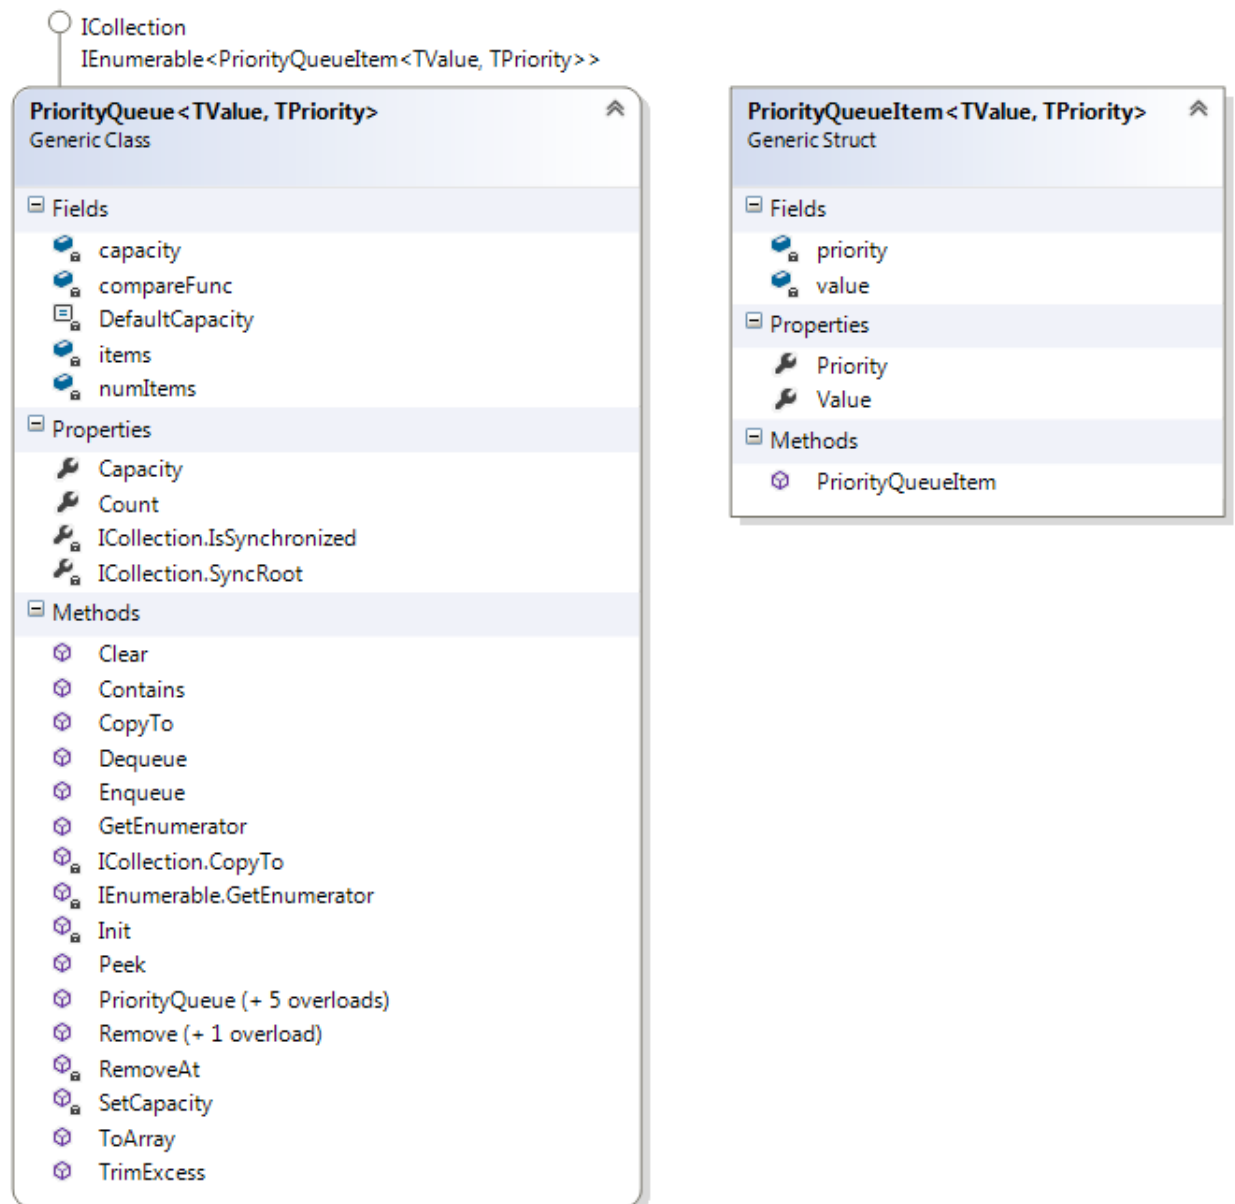 ICollection
IEnumerable<PriorityQueueItem<TValue, TPriority>>
PriorityQueue<TValue, TPriority>
Generic Class
Fields
capacity
compareFunc
DefaultCapacity
items
numItems
Properties
Capacity
Count
ICollection.IsSynchronized
ICollection.SyncRoot
Methods
Clear
Contains
CopyTo
Dequeue
Enqueue
GetEnumerator
ICollection.CopyTo
IEnumerable.GetEnumerator
Init
Peek
PriorityQueue (+ 5 overloads)
Remove (+ 1 overload)
RemoveAt
SetCapacity
ToArray
TrimExcess
PriorityQueueItem<TValue, TPriority>
Generic Struct
Fields
priority
value
Properties
Priority
Value
Methods
PriorityQueueItem